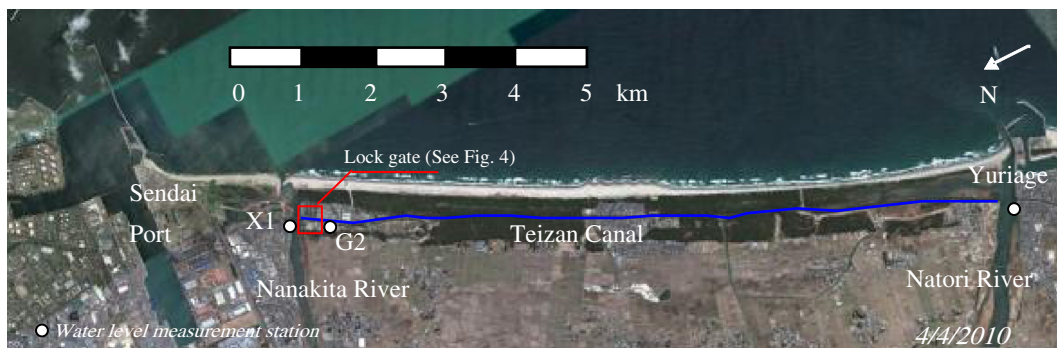 0 1 2 3 4 5 km
N
Lock gate (See Fig. 4)
Yuriage
Sendai
Port
X1
G2
Teizan Canal
Nanakita River
Natori River
Water level measurement station
4/4/2010